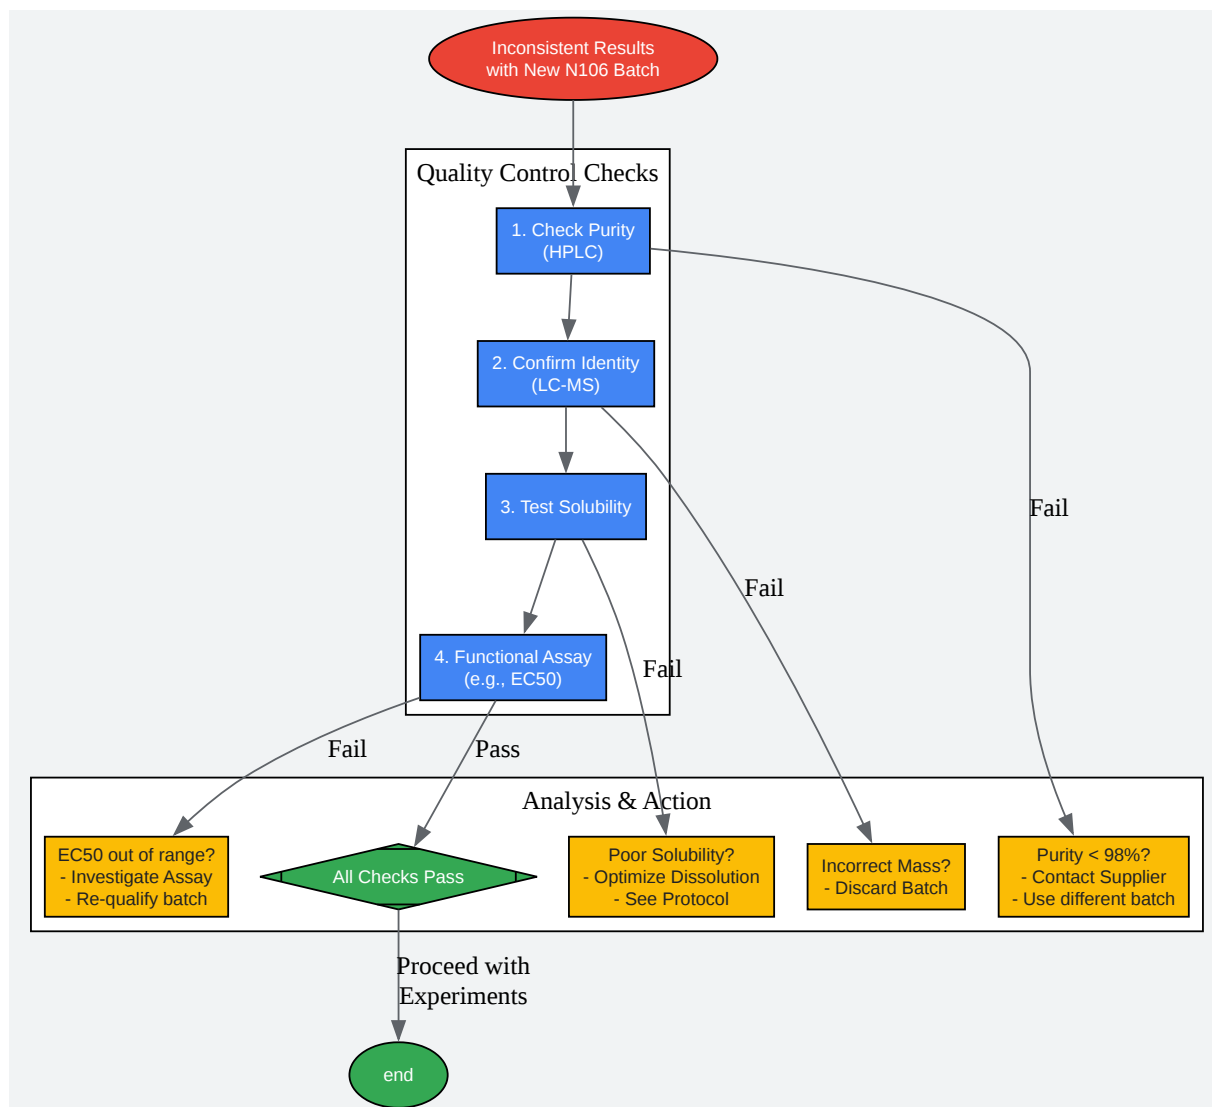 Inconsistent Results
with New N106 Batch
Quality Control Checks
1. Check Purity
(HPLC)
2. Confirm Identity
(LC-MS)
3. Test Solubility
Fail
Fail
4. Functional Assay
(e.g., EC50)
Fail
Fail
Pass
Analysis & Action
EC50 out of range?
- Investigate Assay
- Re-qualify batch
All Checks Pass
Poor Solubility?
- Optimize Dissolution
- See Protocol
Incorrect Mass?
- Discard Batch
Purity < 98%?
- Contact Supplier
- Use different batch
Proceed with
Experiments
end